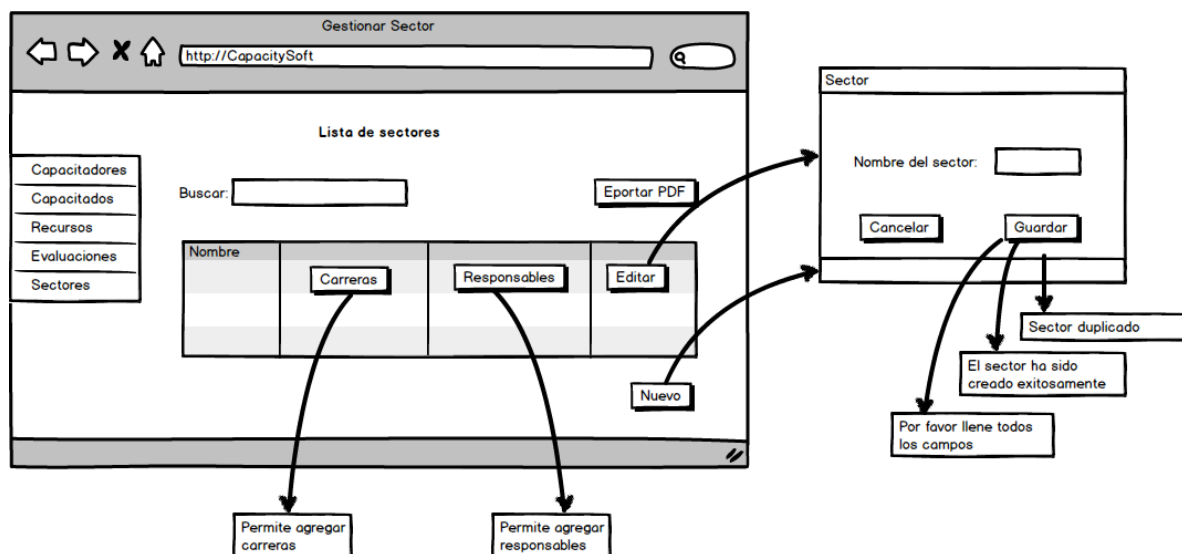 Gestionar Sector
http://CapacitySoft
Lista de sectores
Capacitadores
Capacitados
Recursos
Evaluaciones
Sectores
Buscar:
Eportar PDF
Nombre
Carreras
Responsables
Editar
Nuevo
Permite agregar
carreras
Permite agregar
responsables
Sector
Nombre del sector:
Cancelar
Guardar
Sector duplicado
El sector ha sido
creado exitosamente
Por favor llene todos
los campos